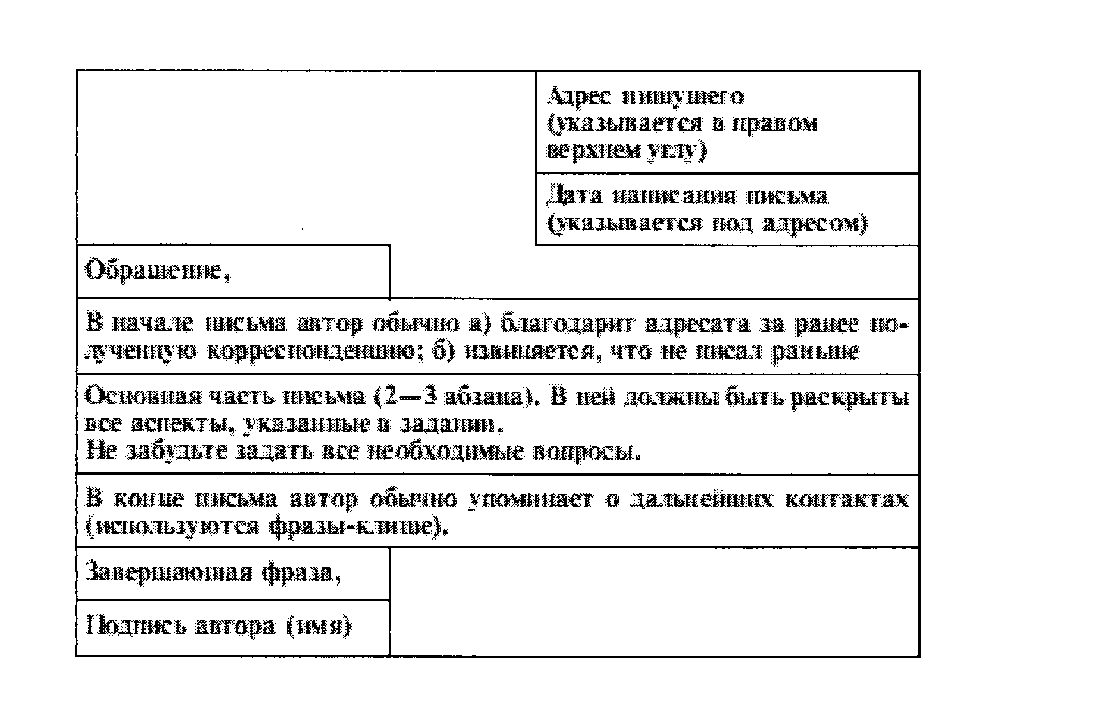 Адрес пишущего
(указывается в правом
верхнем углу)
Дата написания письма
(указывается под адресом)
Обращение,
В начале письма автор обычно а) благодарит адресата за ранее по-
лученную корреспонденцию; б) извиняется, что не писал раньше
Основная часть письма (2—3 абзаца). В ней должны быть раскрыты
все аспекты, указанные в задании.
Не забудьте задать все необходимые вопросы.
В конце письма автор обычно упоминает о дальнейших контактах
(используются фразы-клише).
Завершающая фраза,
Подпись автора (имя)